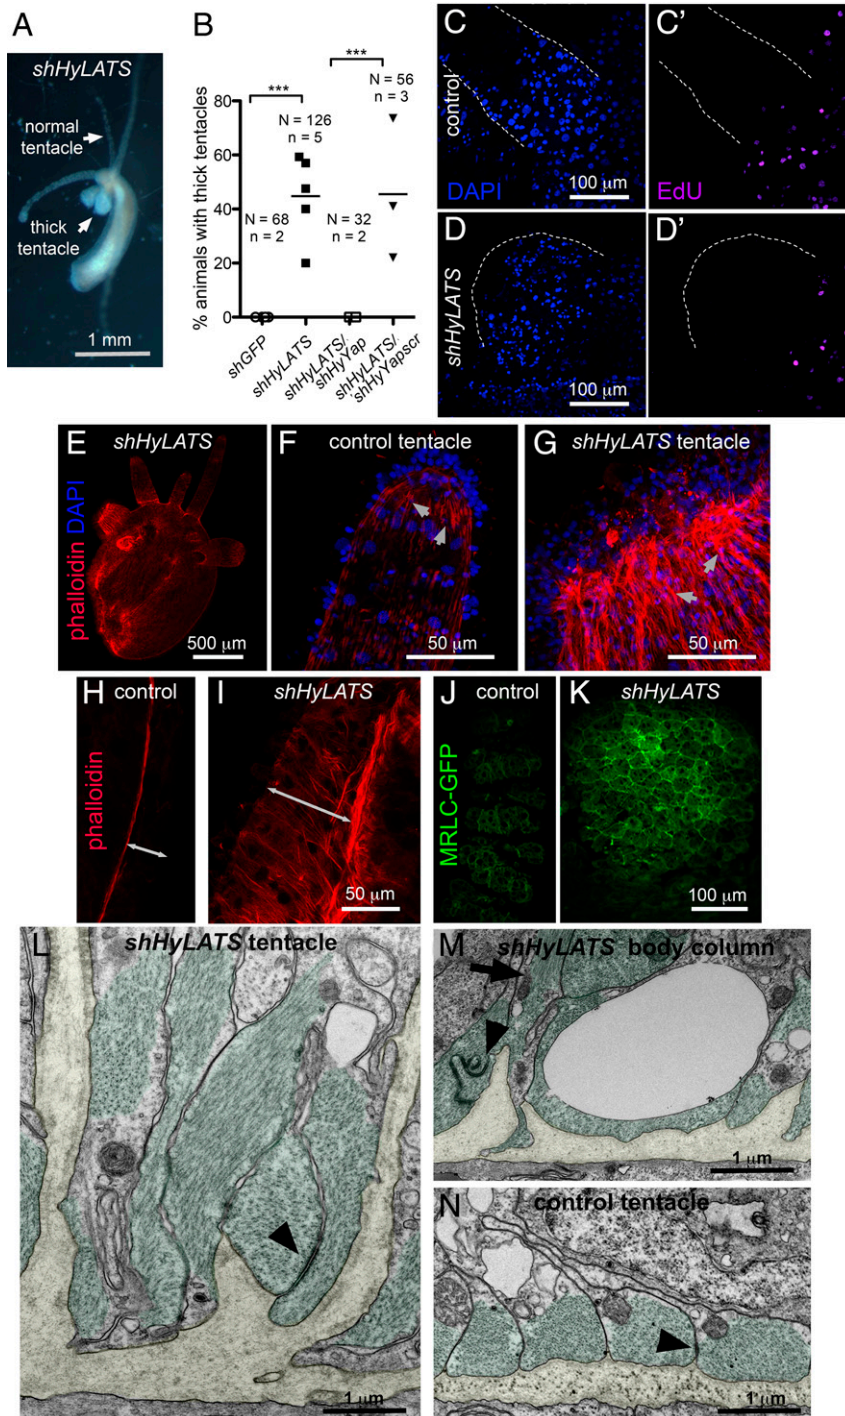 A
shHyLATS
normal
tentacle
thick
tentacle
1 mm
B
% animals with thick tentacles
80
60
40
20
0
***
***
N = 126
n = 5
N = 56
n = 3
N = 68
n = 2
N = 32
n = 2
shGFP
shHyLATS
shHyLATS/
shHyYap
shHyLATS/
shHyYapscr
C
control
DAPI
100 µm
C'
EdU
D
shHyLATS
100 µm
D'
E
shHyLATS
phalloidin DAPI
500 µm
F
control tentacle
50 µm
G
shHyLATS tentacle
50 µm
H
control
phalloidin
I
shHyLATS
50 µm
J
control
MRLC-GFP
K
shHyLATS
100 µm
L
shHyLATS tentacle
1 µm
M
shHyLATS body column
1 µm
N
control tentacle
1 µm